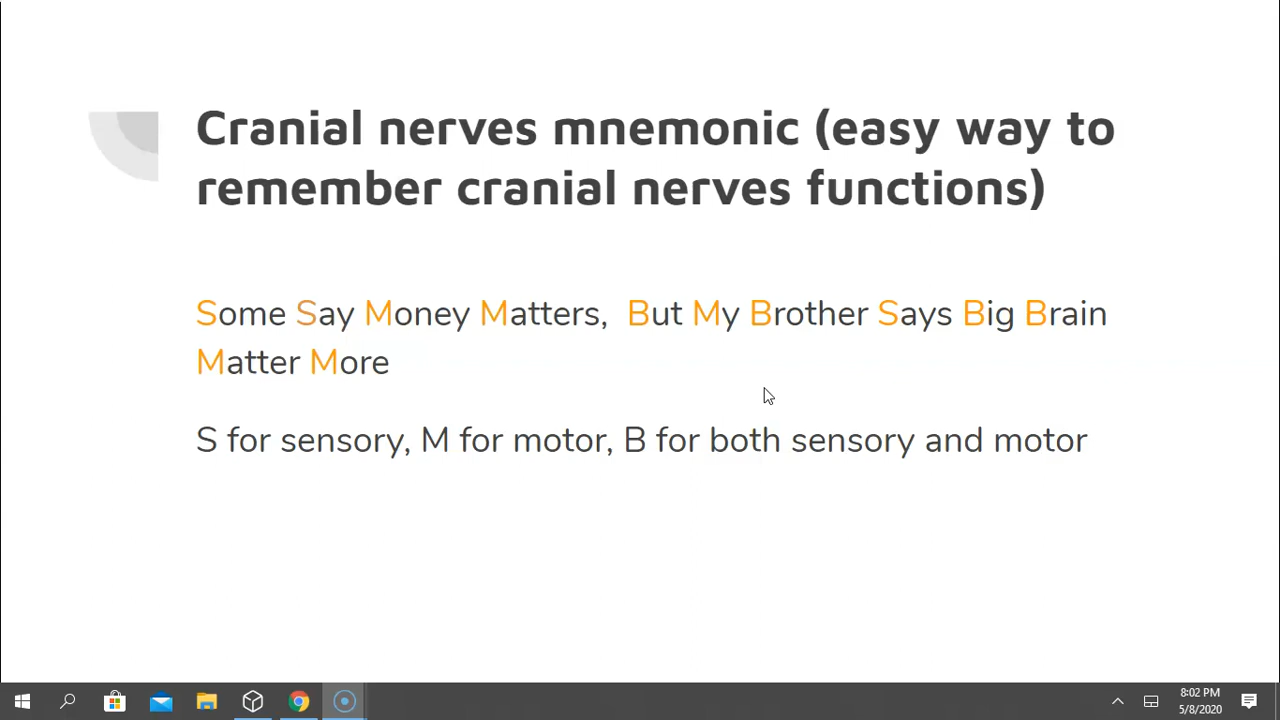 Cranial nerves mnemonic (easy way to
remember cranial nerves functions)
Some Say Money Matters, But My Brother Says Big Brain
Matter More
S for sensory, M for motor, B for both sensory and motor
8:02 PM
5/8/2020